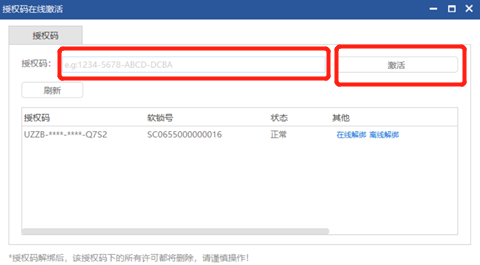 授权码在线激活
授权码
授权码： e.g:1234-5678-ABCD-DCBA 激活
刷新
授权码 软锁号 状态 其他
UZZB-****-****-Q7S2 SC0655000000016 正常 在线解绑 离线解绑
*授权码解绑后，该授权码下的所有许可都将删除，请谨慎操作！